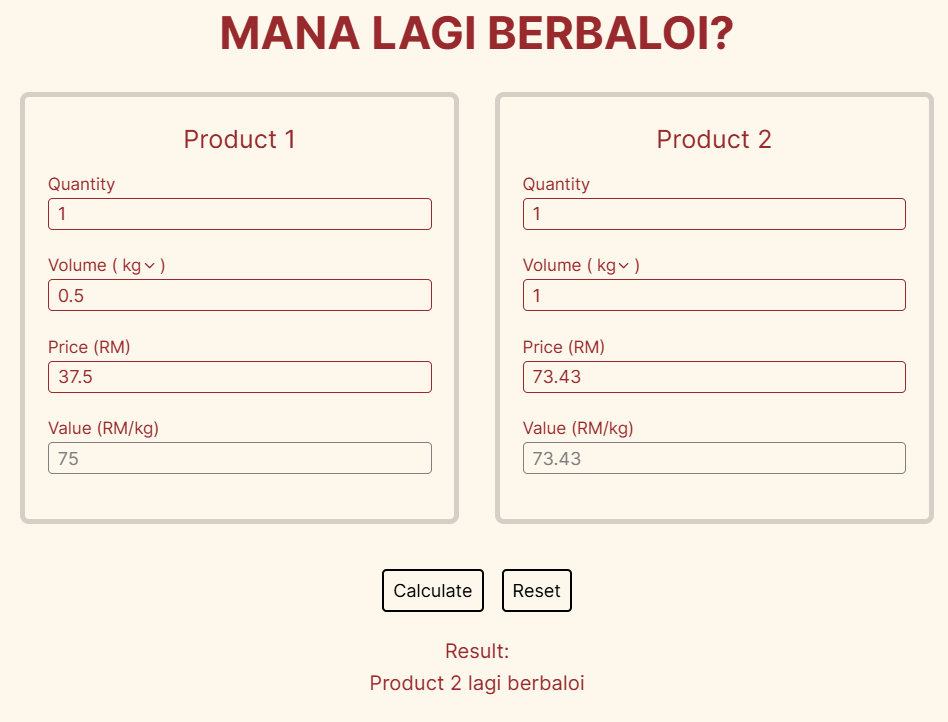 MANA LAGI BERBALOI?
Product 1
Quantity
1
Volume ( kg )
0.5
Price (RM)
37.5
Value (RM/kg)
75
Product 2
Quantity
1
Volume ( kg )
1
Price (RM)
73.43
Value (RM/kg)
73.43
Calculate Reset
Result:
Product 2 lagi berbaloi